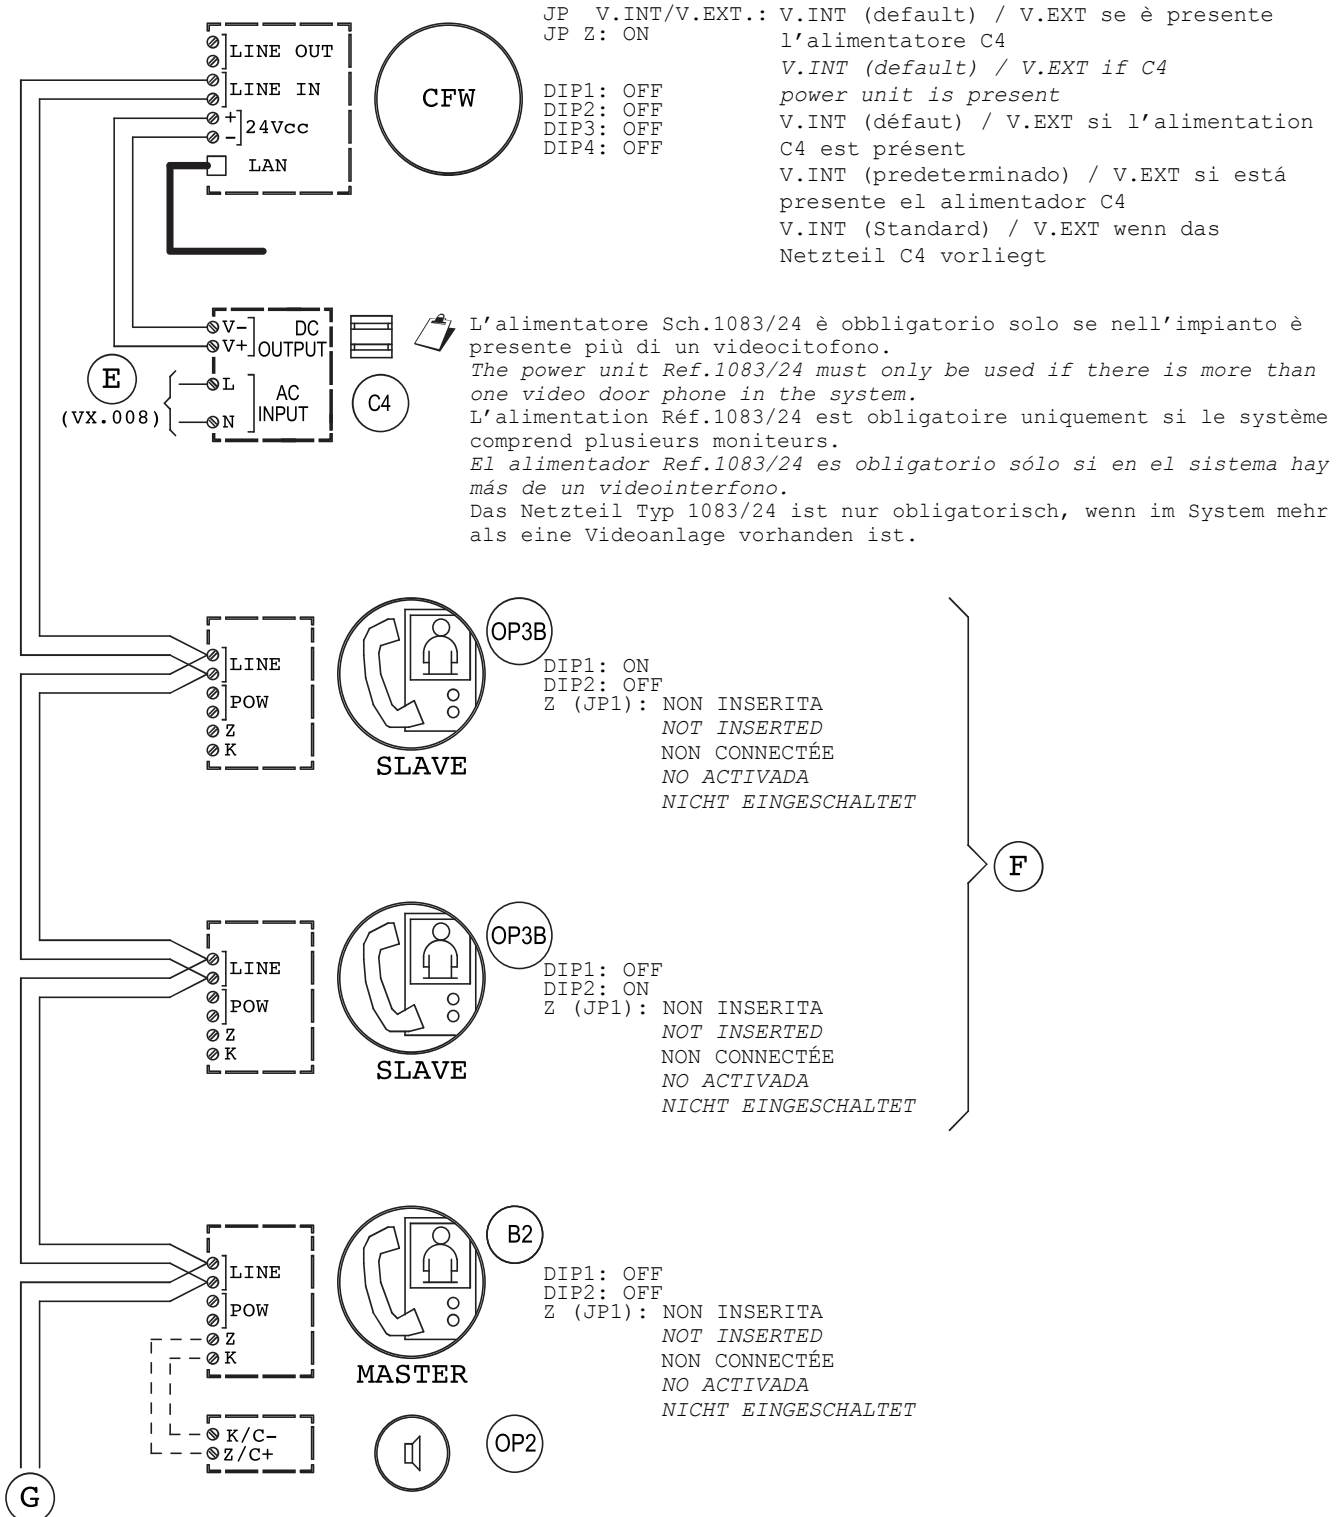 LINE OUT
LINE IN
+
-
24Vcc
LAN
CFW
JP V.INT/V.EXT.: V.INT (default) / V.EXT se è presente
l'alimentatore C4
V.INT (default) / V.EXT if C4
power unit is present
V.INT (défaut) / V.EXT si l'alimentation
C4 est présent
V.INT (predeterminado) / V.EXT si está
presente el alimentador C4
V.INT (Standard) / V.EXT wenn das
Netzteil C4 vorliegt
JP Z: ON
DIP1: OFF
DIP2: OFF
DIP3: OFF
DIP4: OFF
V-
V+
DC
OUTPUT
L
N
AC
INPUT
E
(VX.008)
C4
L'alimentatore Sch.1083/24 è obbligatorio solo se nell'impianto è
presente più di un videocitofono.
The power unit Ref.1083/24 must only be used if there is more than
one video door phone in the system.
L'alimentation Réf.1083/24 est obligatoire uniquement si le système
comprend plusieurs moniteurs.
El alimentador Ref.1083/24 es obligatorio sólo si en el sistema hay
más de un videointerfono.
Das Netzteil Typ 1083/24 ist nur obligatorisch, wenn im System mehr
als eine Videoanlage vorhanden ist.
LINE
POW
Z
K
SLAVE
OP3B
DIP1: ON
DIP2: OFF
Z (JP1): NON INSERITA
NOT INSERTED
NON CONNECTÉE
NO ACTIVADA
NICHT EINGESCHALTET
F
LINE
POW
Z
K
SLAVE
OP3B
DIP1: OFF
DIP2: ON
Z (JP1): NON INSERITA
NOT INSERTED
NON CONNECTÉE
NO ACTIVADA
NICHT EINGESCHALTET
LINE
POW
Z
K
MASTER
B2
DIP1: OFF
DIP2: OFF
Z (JP1): NON INSERITA
NOT INSERTED
NON CONNECTÉE
NO ACTIVADA
NICHT EINGESCHALTET
K/C-
Z/C+
OP2
G